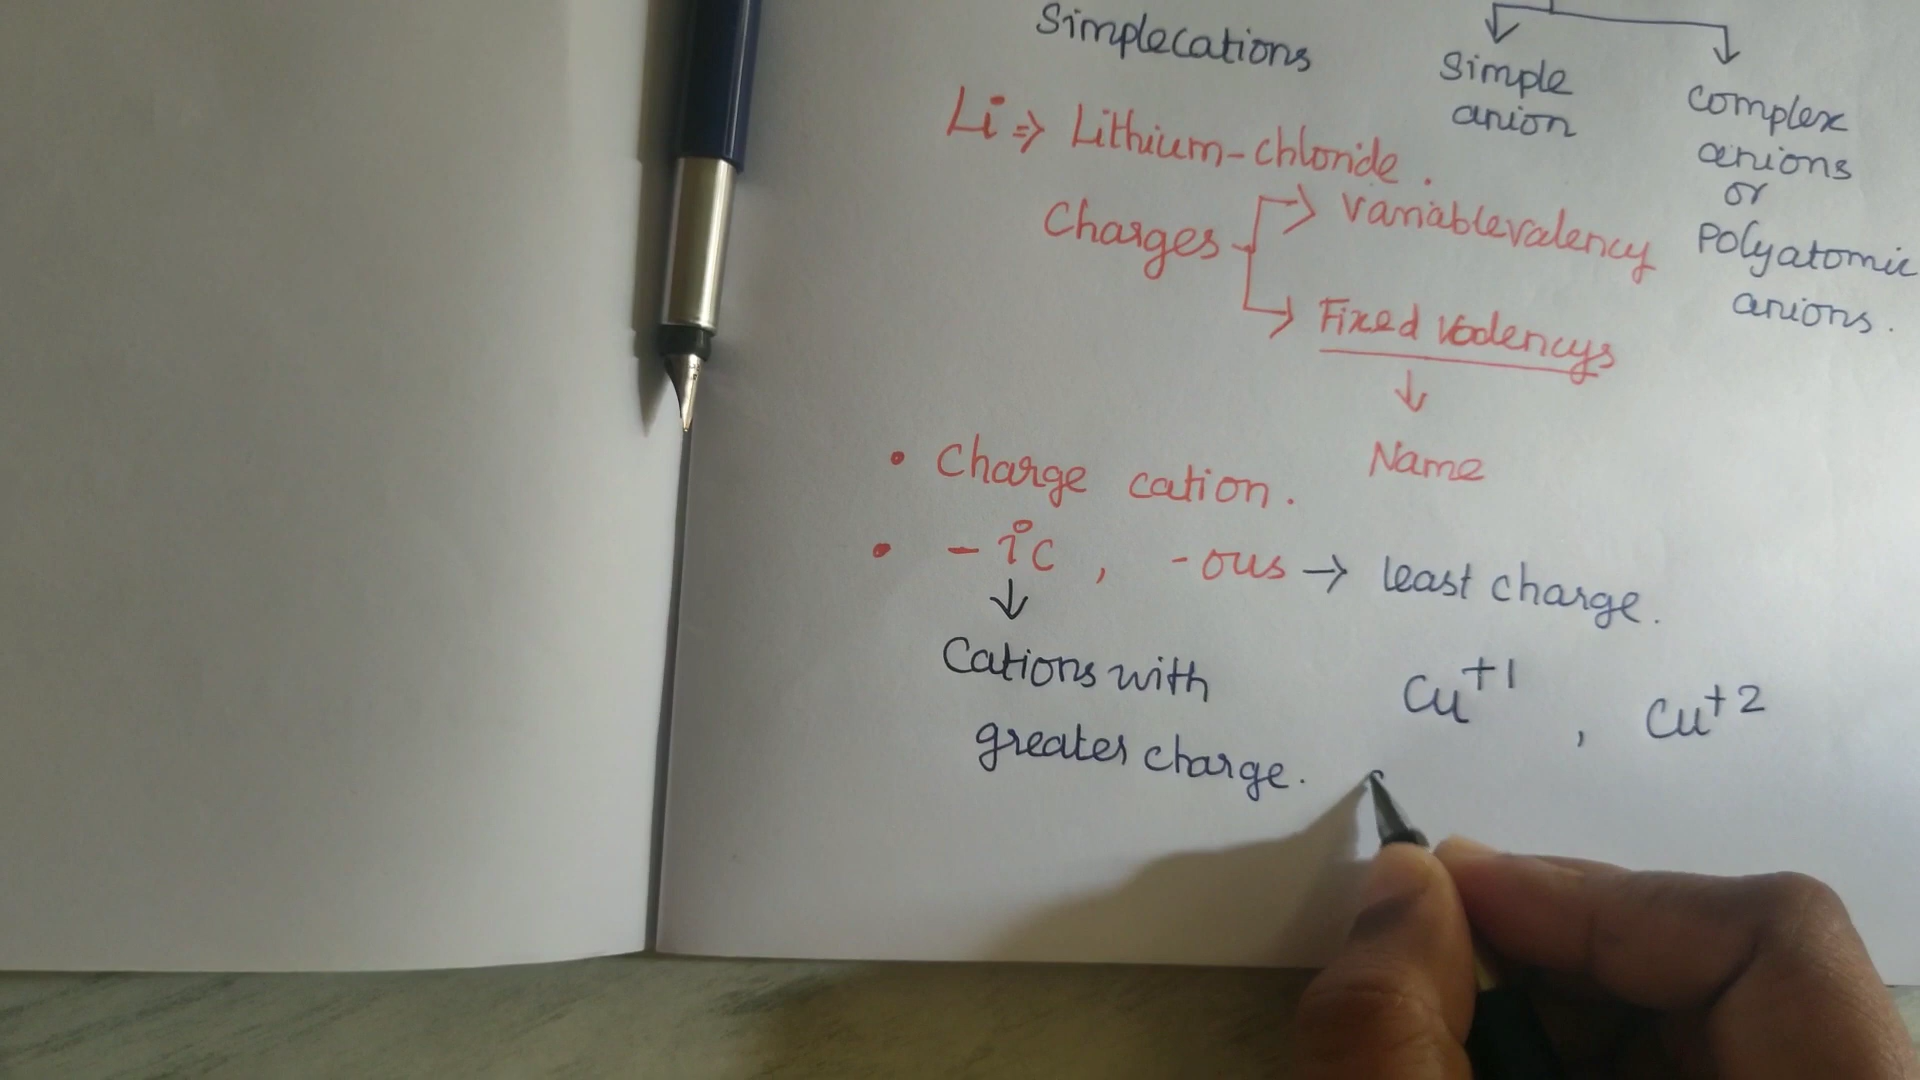 Simplecations
Simple
anion
Complex
anions
or
Polyatomic
anions.
Li ⇒ Lithium-chloride.
Charges
Variablevalency
Fixed Valencys
↓
Name
• Charge cation.
• -ic, -ous → least charge.
↓
Cations with
greater charge.
Cu+1, Cu+2